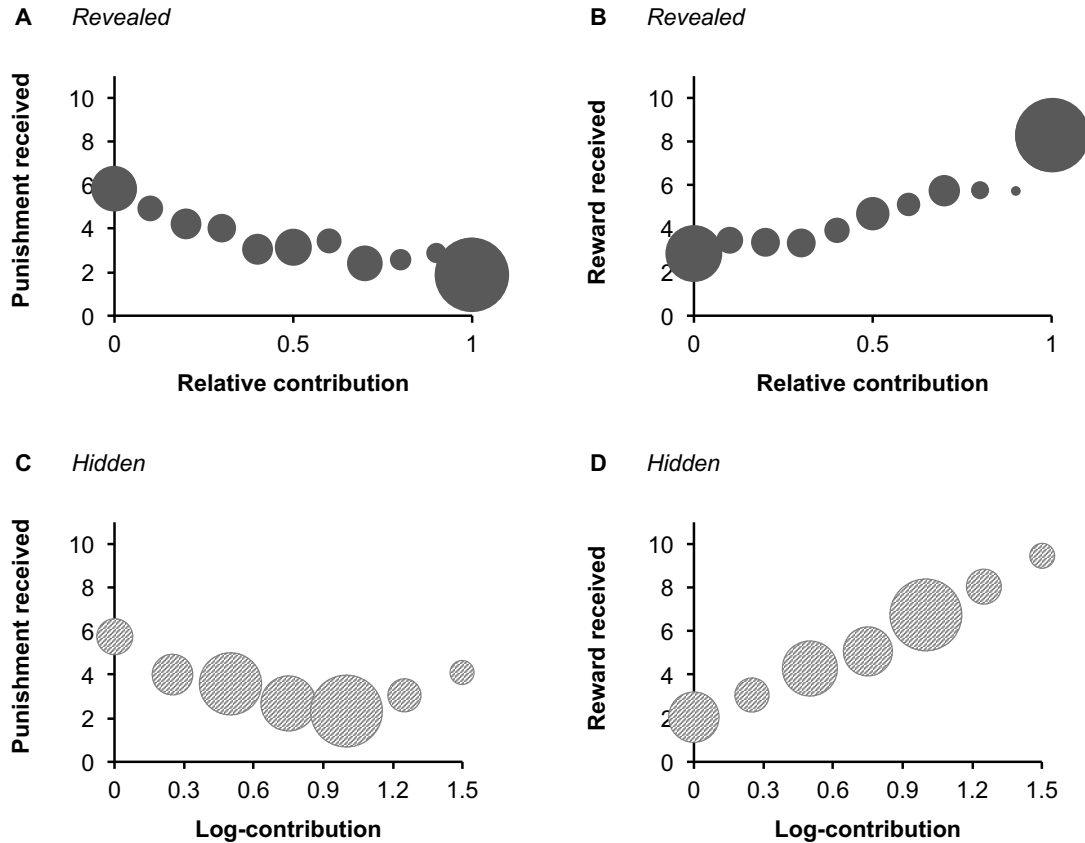 A Revealed
Punishment received
10
8
6
4
2
0
0 0.5 1
Relative contribution
B Revealed
Reward received
10
8
6
4
2
0
0 0.5 1
Relative contribution
C Hidden
Punishment received
10
8
6
4
2
0
0 0.3 0.6 0.9 1.2 1.5
Log-contribution
D Hidden
Reward received
10
8
6
4
2
0
0 0.3 0.6 0.9 1.2 1.5
Log-contribution